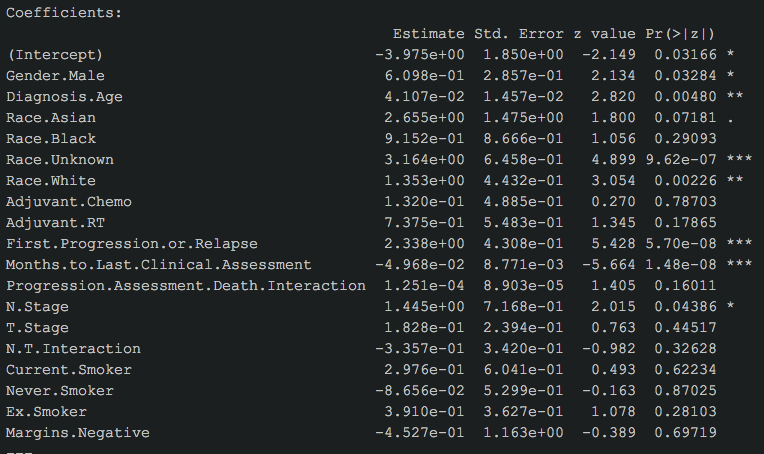 Coefficients:
Estimate Std. Error z value Pr(>|z|)
(Intercept) -3.975e+00 1.850e+00 -2.149 0.03166 *
Gender.Male 6.098e-01 2.857e-01 2.134 0.03284 *
Diagnosis.Age 4.107e-02 1.457e-02 2.820 0.00480 **
Race.Asian 2.655e+00 1.475e+00 1.800 0.07181 .
Race.Black 9.152e-01 8.666e-01 1.056 0.29093
Race.Unknown 3.164e+00 6.458e-01 4.899 9.62e-07 ***
Race.White 1.353e+00 4.432e-01 3.054 0.00226 **
Adjuvant.Chemo 1.320e-01 4.885e-01 0.270 0.78703
Adjuvant.RT 7.375e-01 5.483e-01 1.345 0.17865
First.Progression.or.Relapse 2.338e+00 4.308e-01 5.428 5.70e-08 ***
Months.to.Last.Clinical.Assessment -4.968e-02 8.771e-03 -5.664 1.48e-08 ***
Progression.Assessment.Death.Interaction 1.251e-04 8.903e-05 1.405 0.16011
N.Stage 1.445e+00 7.168e-01 2.015 0.04386 *
T.Stage 1.828e-01 2.394e-01 0.763 0.44517
N.T.Interaction -3.357e-01 3.420e-01 -0.982 0.32628
Current.Smoker 2.976e-01 6.041e-01 0.493 0.62234
Never.Smoker -8.656e-02 5.299e-01 -0.163 0.87025
Ex.Smoker 3.910e-01 3.627e-01 1.078 0.28103
Margins.Negative -4.527e-01 1.163e+00 -0.389 0.69719
---